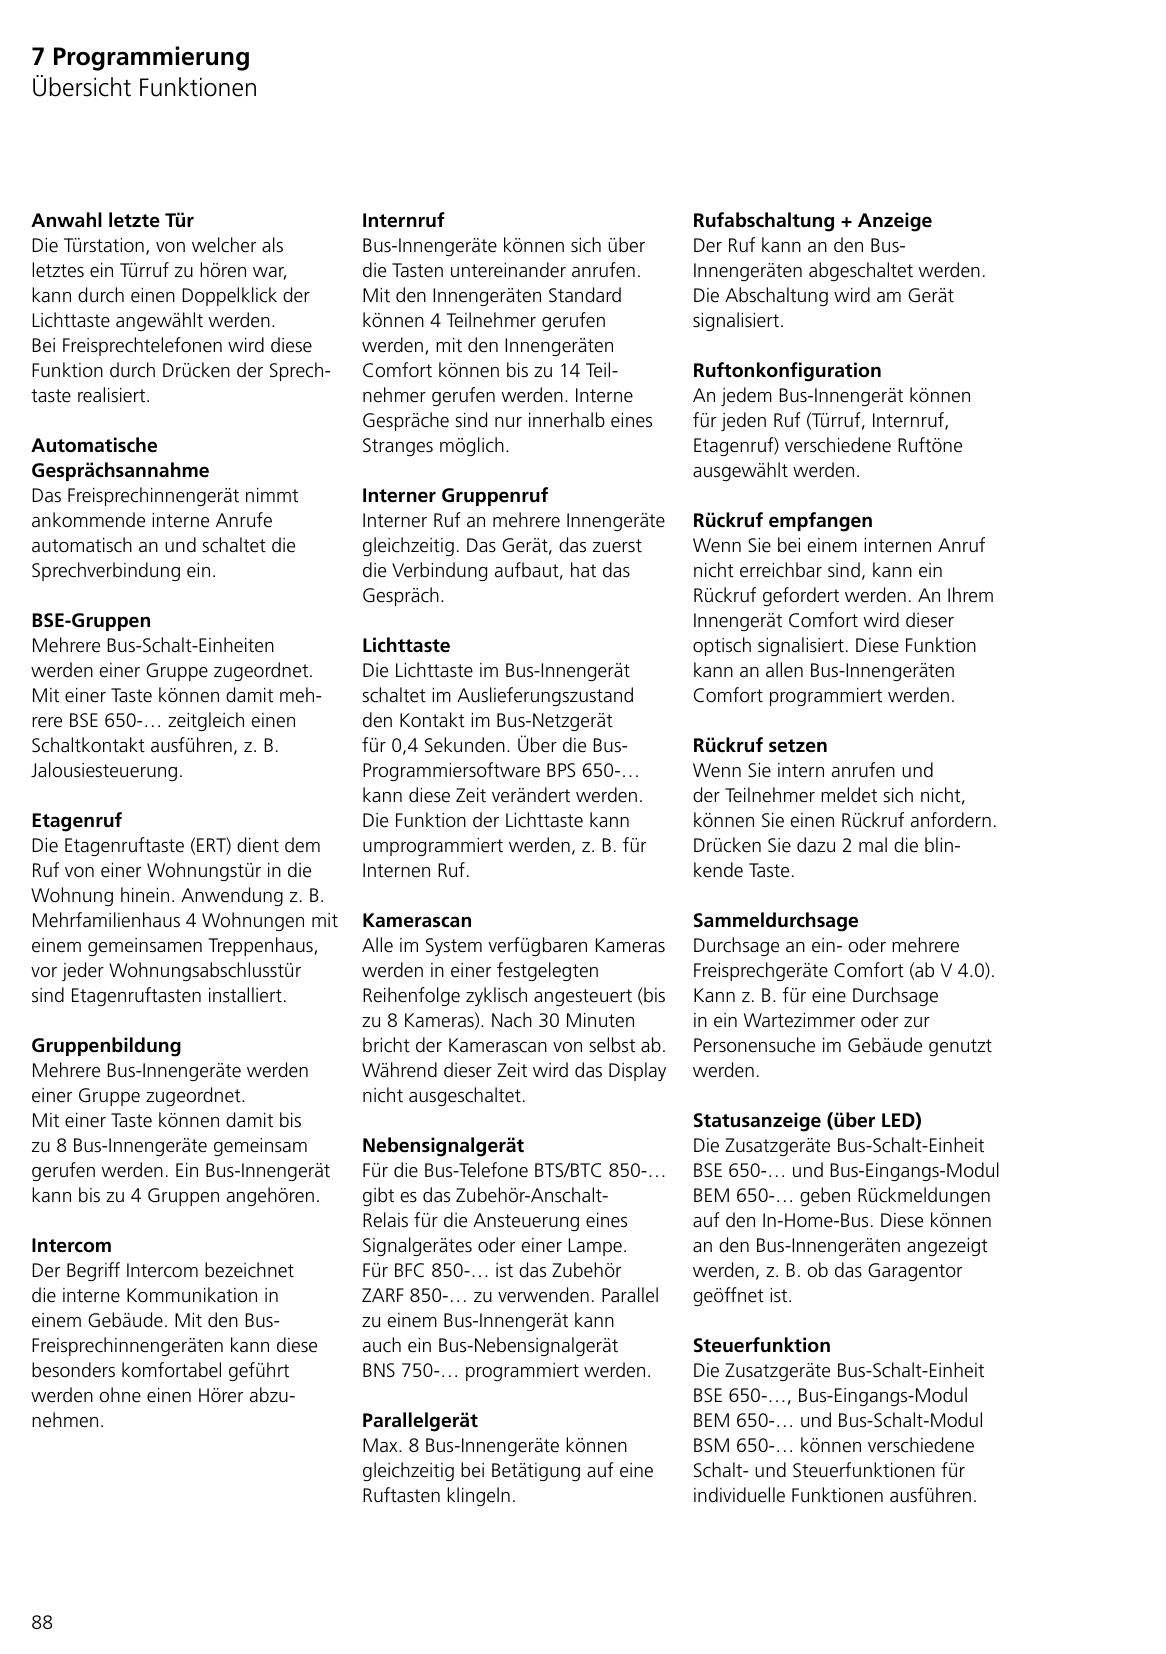 7 Programmierung
Übersicht Funktionen
Anwahl letzte Tür
Die Türstation, von welcher als
letztes ein Türruf zu hören war,
kann durch einen Doppelklick der
Lichttaste angewählt werden.
Bei Freisprechtelefonen wird diese
Funktion durch Drücken der Sprech-
taste realisiert.
Automatische
Gesprächsannahme
Das Freisprechinnengerät nimmt
ankommende interne Anrufe
automatisch an und schaltet die
Sprechverbindung ein.
BSE-Gruppen
Mehrere Bus-Schalt-Einheiten
werden einer Gruppe zugeordnet.
Mit einer Taste können damit meh-
rere BSE 650-… zeitgleich einen
Schaltkontakt ausführen, z. B.
Jalousiesteuerung.
Etagenruf
Die Etagenruftaste (ERT) dient dem
Ruf von einer Wohnungstür in die
Wohnung hinein. Anwendung z. B.
Mehrfamilienhaus 4 Wohnungen mit
einem gemeinsamen Treppenhaus,
vor jeder Wohnungsabschlusstür
sind Etagenruftasten installiert.
Gruppenbildung
Mehrere Bus-Innengeräte werden
einer Gruppe zugeordnet.
Mit einer Taste können damit bis
zu 8 Bus-Innengeräte gemeinsam
gerufen werden. Ein Bus-Innengerät
kann bis zu 4 Gruppen angehören.
Intercom
Der Begriff Intercom bezeichnet
die interne Kommunikation in
einem Gebäude. Mit den Bus-
Freisprechinnengeräten kann diese
besonders komfortabel geführt
werden ohne einen Hörer abzu-
nehmen.
Internruf
Bus-Innengeräte können sich über
die Tasten untereinander anrufen.
Mit den Innengeräten Standard
können 4 Teilnehmer gerufen
werden, mit den Innengeräten
Comfort können bis zu 14 Teil-
nehmer gerufen werden. Interne
Gespräche sind nur innerhalb eines
Stranges möglich.
Interner Gruppenruf
Interner Ruf an mehrere Innengeräte
gleichzeitig. Das Gerät, das zuerst
die Verbindung aufbaut, hat das
Gespräch.
Lichttaste
Die Lichttaste im Bus-Innengerät
schaltet im Auslieferungszustand
den Kontakt im Bus-Netzgerät
für 0,4 Sekunden. Über die Bus-
Programmiersoftware BPS 650-…
kann diese Zeit verändert werden.
Die Funktion der Lichttaste kann
umprogrammiert werden, z. B. für
Internen Ruf.
Kamerascan
Alle im System verfügbaren Kameras
werden in einer festgelegten
Reihenfolge zyklisch angesteuert (bis
zu 8 Kameras). Nach 30 Minuten
bricht der Kamerascan von selbst ab.
Während dieser Zeit wird das Display
nicht ausgeschaltet.
Nebensignalgerät
Für die Bus-Telefone BTS/BTC 850-…
gibt es das Zubehör-Anschalt-
Relais für die Ansteuerung eines
Signalgerätes oder einer Lampe.
Für BFC 850-… ist das Zubehör
ZARF 850-… zu verwenden. Parallel
zu einem Bus-Innengerät kann
auch ein Bus-Nebensignalgerät
BNS 750-… programmiert werden.
Parallelgerät
Max. 8 Bus-Innengeräte können
gleichzeitig bei Betätigung auf eine
Ruftasten klingeln.
Rufabschaltung + Anzeige
Der Ruf kann an den Bus-
Innengeräten abgeschaltet werden.
Die Abschaltung wird am Gerät
signalisiert.
Ruftonkonfiguration
An jedem Bus-Innengerät können
für jeden Ruf (Türruf, Internruf,
Etagenruf) verschiedene Ruftöne
ausgewählt werden.
Rückruf empfangen
Wenn Sie bei einem internen Anruf
nicht erreichbar sind, kann ein
Rückruf gefordert werden. An Ihrem
Innengerät Comfort wird dieser
optisch signalisiert. Diese Funktion
kann an allen Bus-Innengeräten
Comfort programmiert werden.
Rückruf setzen
Wenn Sie intern anrufen und
der Teilnehmer meldet sich nicht,
können Sie einen Rückruf anfordern.
Drücken Sie dazu 2 mal die blin-
kende Taste.
Sammeldurchsage
Durchsage an ein- oder mehrere
Freisprechgeräte Comfort (ab V 4.0).
Kann z. B. für eine Durchsage
in ein Wartezimmer oder zur
Personensuche im Gebäude genutzt
werden.
Statusanzeige (über LED)
Die Zusatzgeräte Bus-Schalt-Einheit
BSE 650-… und Bus-Eingangs-Modul
BEM 650-… geben Rückmeldungen
auf den In-Home-Bus. Diese können
an den Bus-Innengeräten angezeigt
werden, z. B. ob das Garagentor
geöffnet ist.
Steuerfunktion
Die Zusatzgeräte Bus-Schalt-Einheit
BSE 650-…, Bus-Eingangs-Modul
BEM 650-… und Bus-Schalt-Modul
BSM 650-… können verschiedene
Schalt- und Steuerfunktionen für
individuelle Funktionen ausführen.
88